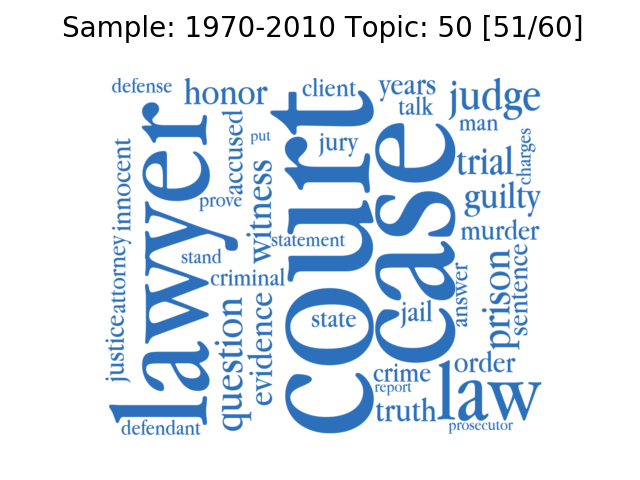 Sample: 1970-2010 Topic: 50 [51/60]
defense
honor
client
years
talk
judge
man
lawyer
court
case
accused
put
jury
trial
charges
innocent
prove
witness
guilty
statement
murder
stand
criminal
attorney
justice
question
evidence
state
jail
answer
prison
sentence
crime
report
order
truth
law
defendant
prosecutor